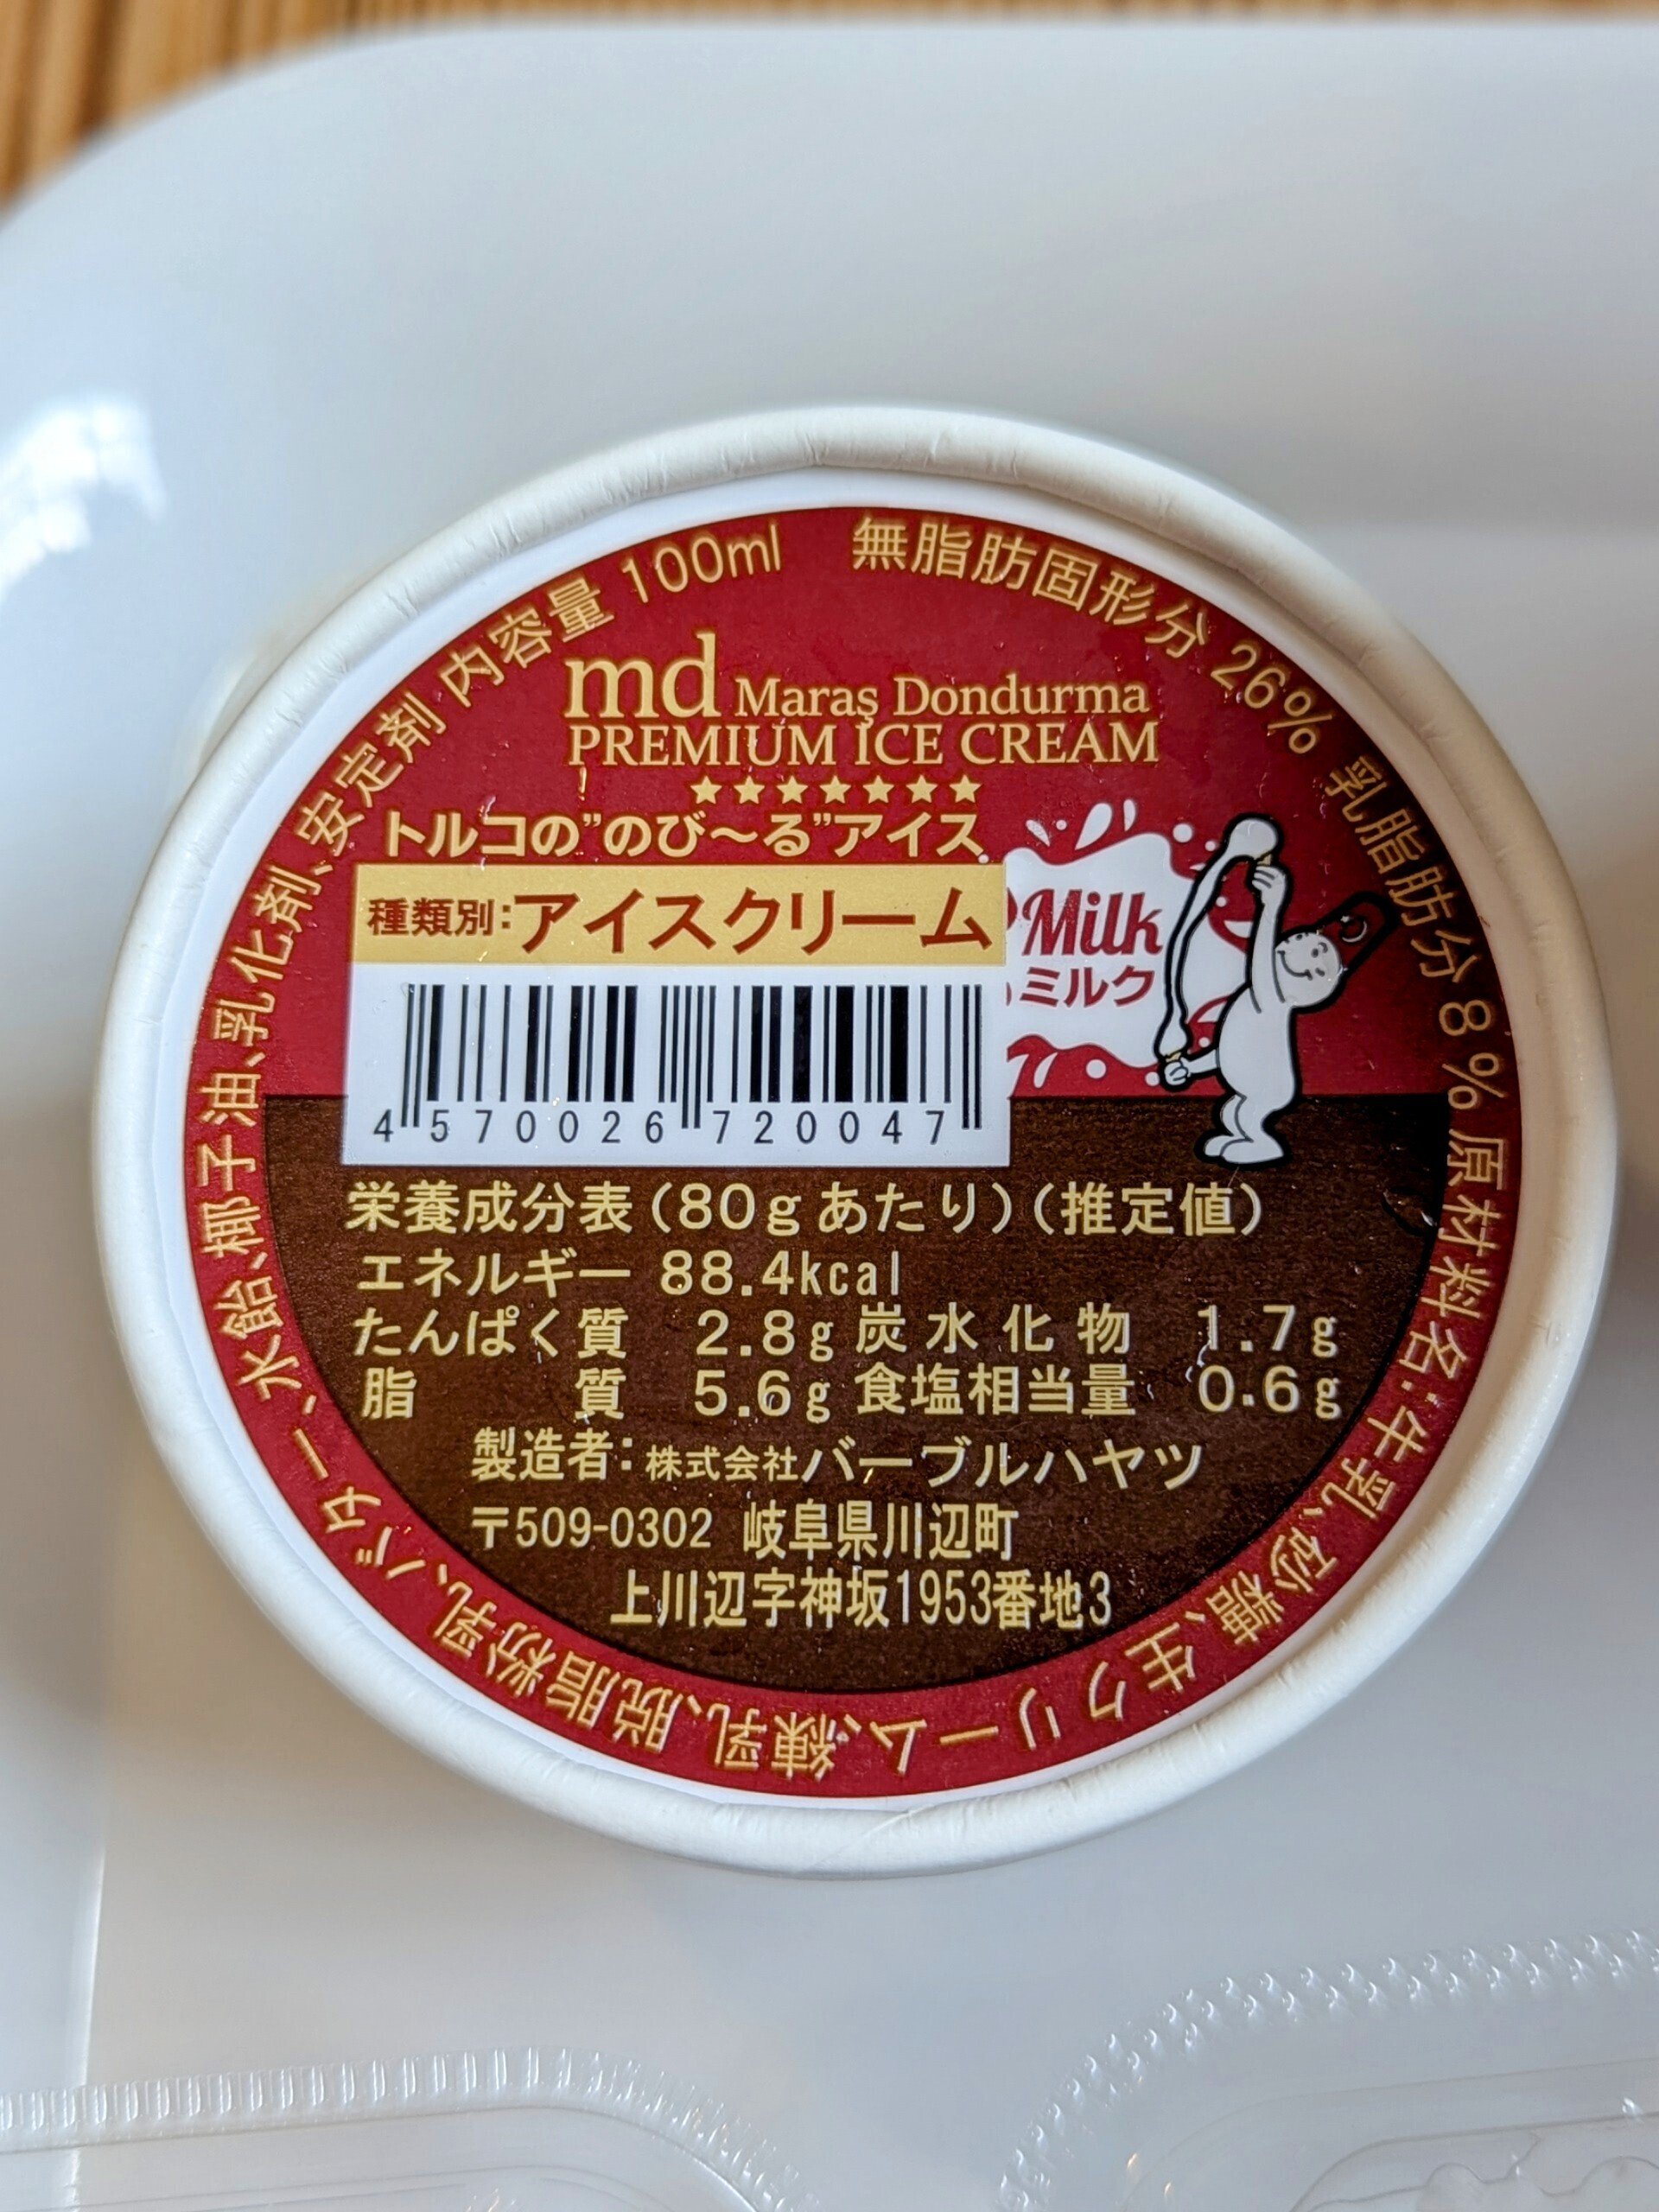 内容量 100ml 無脂肪固形分 26% 乳脂肪分 8% 原材料名:牛乳、砂糖、生クリーム、練乳、脱脂粉乳、バター、水飴、椰子油、乳化剤、安定剤
md Maraş Dondurma
PREMIUM ICE CREAM
★★★★★★★
トルコの”のび〜る”アイス
種類別:アイスクリーム
Milk
ミルク
4 570026 720047
栄養成分表(80gあたり)(推定値)
エネルギー 88.4kcal
たんぱく質 2.8g 炭水化物 1.7g
脂質 5.6g 食塩相当量 0.6g
製造者:株式会社バーブルハヤツ
〒509-0302 岐阜県川辺町
上川辺字神坂1953番地3